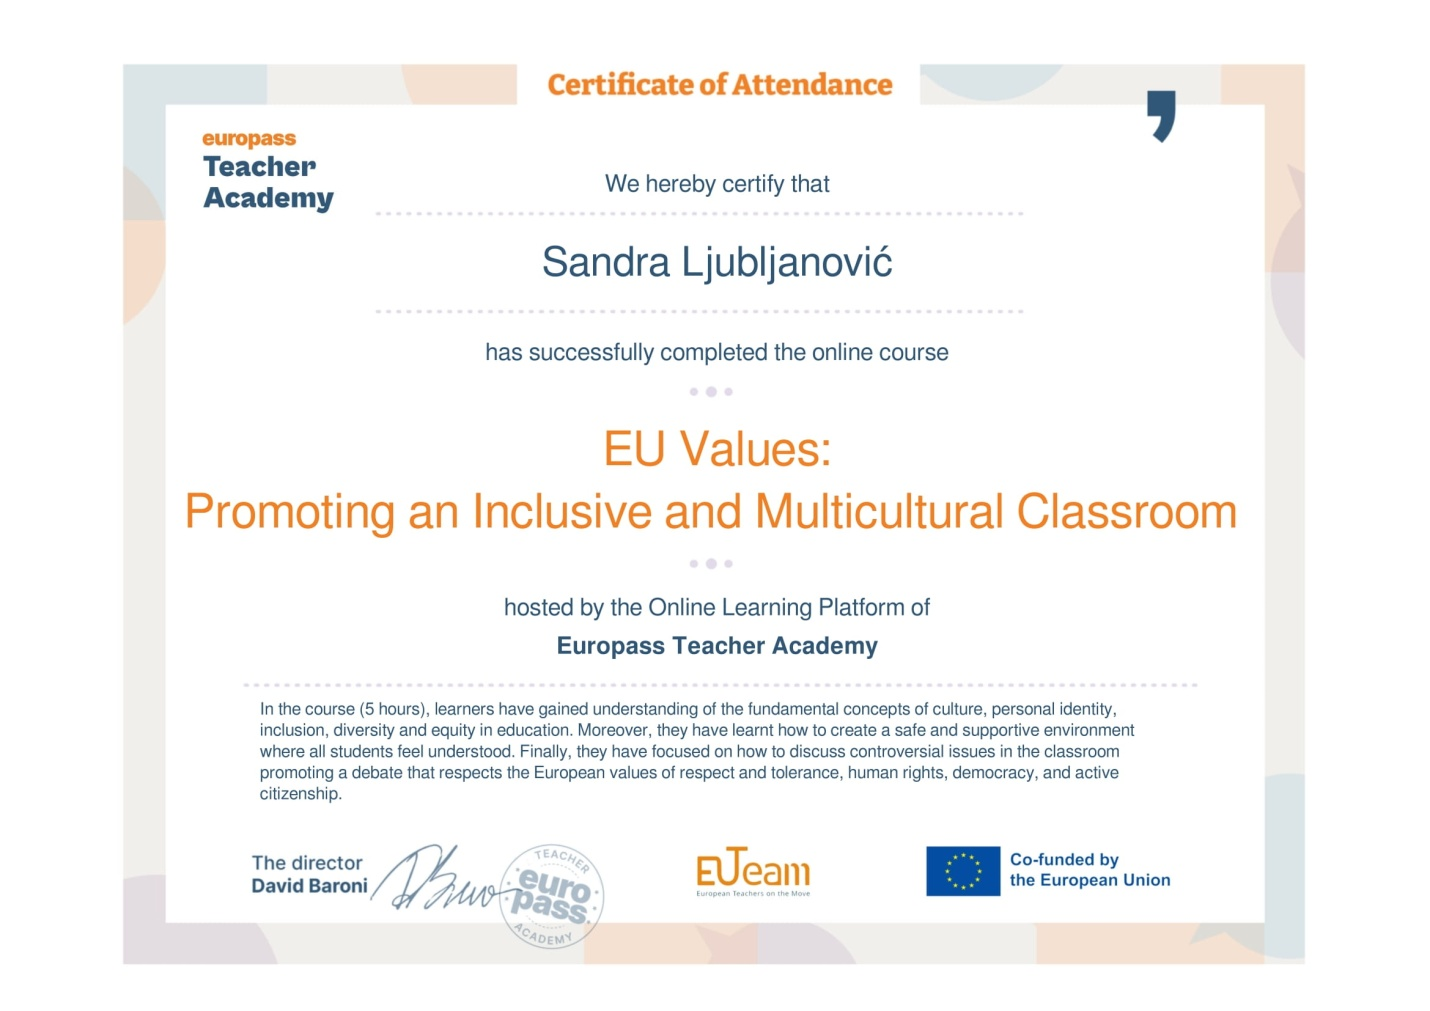 Certificate of Attendance
europass
Teacher
Academy
We hereby certify that
Sandra Ljubljanović
has successfully completed the online course
EU Values:
Promoting an Inclusive and Multicultural Classroom
hosted by the Online Learning Platform of
Europass Teacher Academy
In the course (5 hours), learners have gained understanding of the fundamental concepts of culture, personal identity,
inclusion, diversity and equity in education. Moreover, they have learnt how to create a safe and supportive environment
where all students feel understood. Finally, they have focused on how to discuss controversial issues in the classroom
promoting a debate that respects the European values of respect and tolerance, human rights, democracy, and active
citizenship.
The director
David Baroni
TEACHER
euro
pass
ACADEMY
EUTeam
European Teachers on the Move
Co-funded by
the European Union